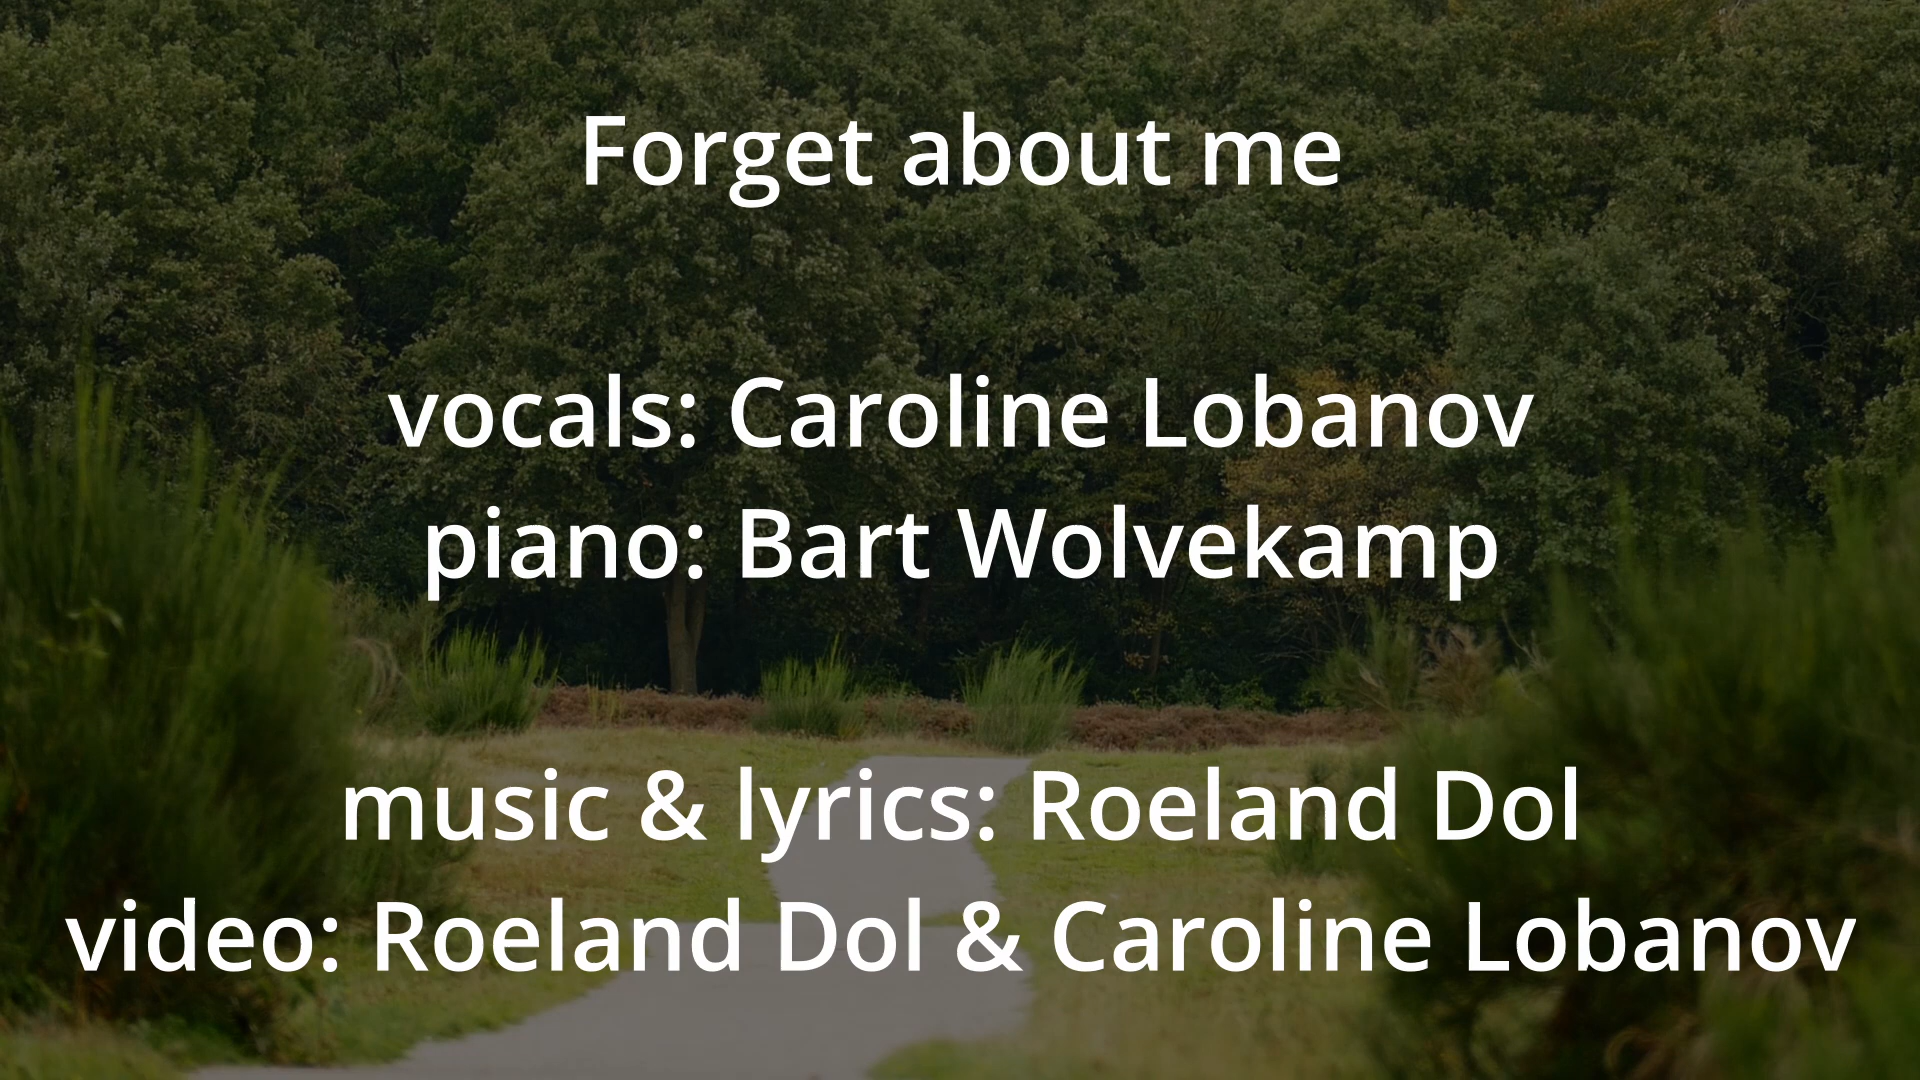 Forget about me
vocals: Caroline Lobanov
piano: Bart Wolvekamp
music & lyrics: Roeland Dol
video: Roeland Dol & Caroline Lobanov